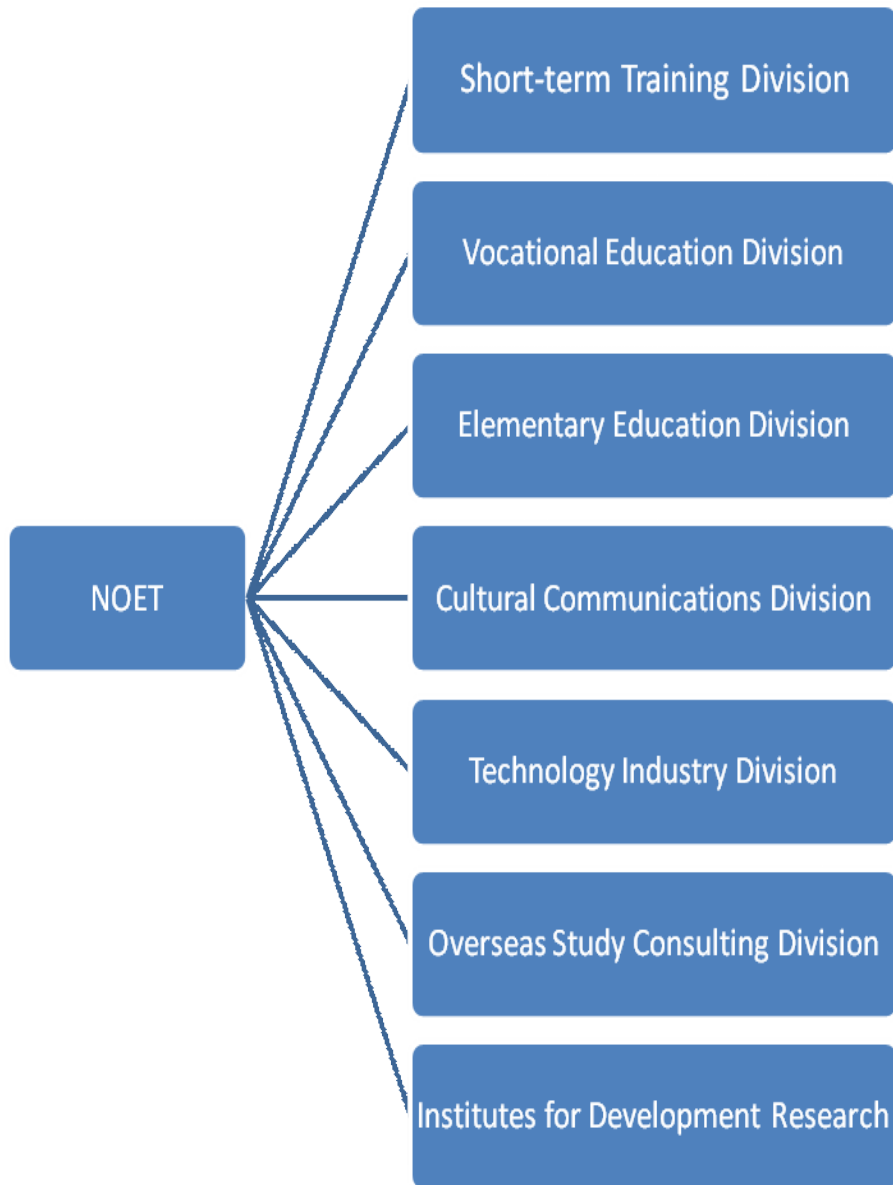 Short-term Training Division
Vocational Education Division
Elementary Education Division
NOET
Cultural Communications Division
Technology Industry Division
Overseas Study Consulting Division
Institutes for Development Research